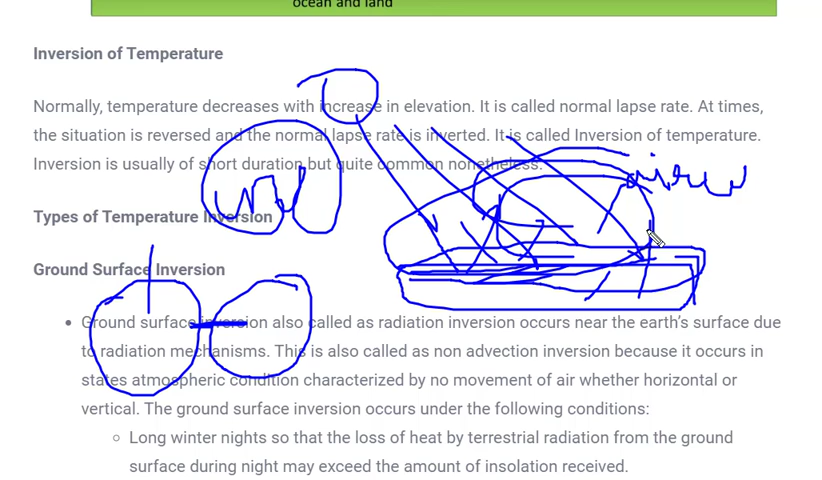 ocean and land
Inversion of Temperature
Normally, temperature decreases with increase in elevation. It is called normal lapse rate. At times,
the situation is reversed and the normal lapse rate is inverted. It is called Inversion of temperature.
Inversion is usually of short duration but quite common nonetheless.
Types of Temperature Inversion
Ground Surface Inversion
Ground surface inversion also called as radiation inversion occurs near the earth's surface due
to radiation mechanisms. This is also called as non advection inversion because it occurs in
states atmospheric condition characterized by no movement of air whether horizontal or
vertical. The ground surface inversion occurs under the following conditions:
Long winter nights so that the loss of heat by terrestrial radiation from the ground
surface during night may exceed the amount of insolation received.